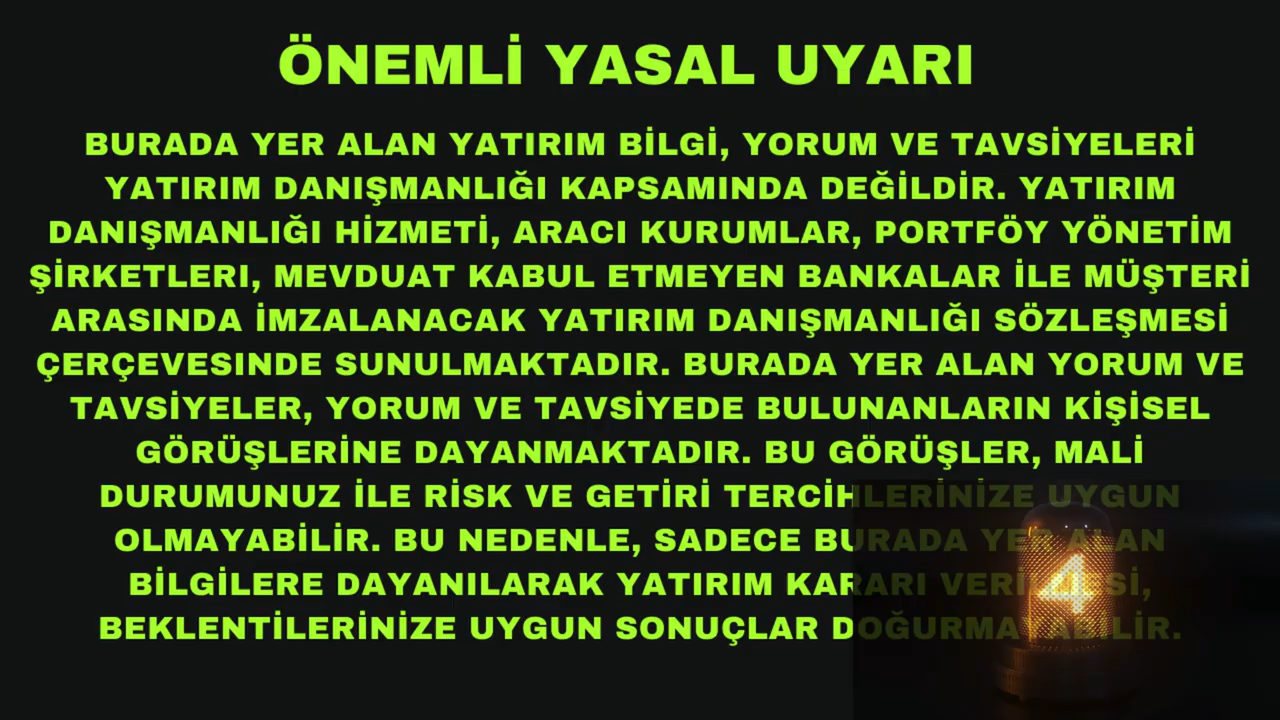 ÖNEMLİ YASAL UYARI
BURADA YER ALAN YATIRIM BİLGİ, YORUM VE TAVSİYELERİ
YATIRIM DANIŞMANLIĞI KAPSAMINDA DEĞİLDİR. YATIRIM
DANIŞMANLIĞI HİZMETİ, ARACI KURUMLAR, PORTFÖY YÖNETİM
ŞİRKETLERI, MEVDUAT KABUL ETMEYEN BANKALAR İLE MÜŞTERİ
ARASINDA İMZALANACAK YATIRIM DANIŞMANLIĞI SÖZLEŞMESİ
ÇERÇEVESINDE SUNULMAKTADIR. BURADA YER ALAN YORUM VE
TAVSİYELER, YORUM VE TAVSİYEDE BULUNANLARIN KİŞİSEL
GÖRÜŞLERİNE DAYANMAKTADIR. BU GÖRÜŞLER, MALİ
DURUMUNUZ İLE RİSK VE GETİRİ TERCİHLERİNİZE UYGUN
OLMAYABİLİR. BU NEDENLE, SADECE BURADA YER ALAN
BİLGİLERE DAYANILARAK YATIRIM KARARI
BEKLENTİLERİNİZE UYGUN SONUÇLAR
4